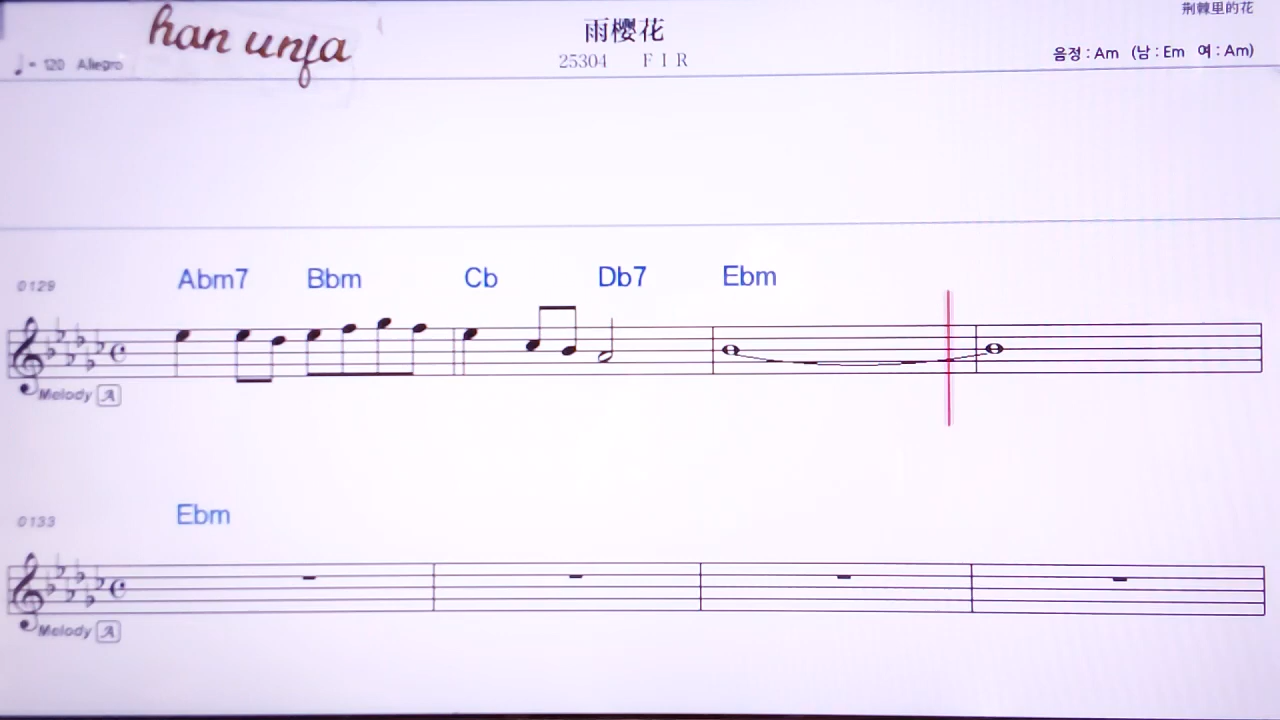 荆棘里的花
han unfa
雨樱花
♩= 120 Allegro
25304 F I R
음정 : Am (남 : Em 여 : Am)
0129
Abm7 Bbm Cb Db7 Ebm
Melody A
0133
Ebm
Melody A